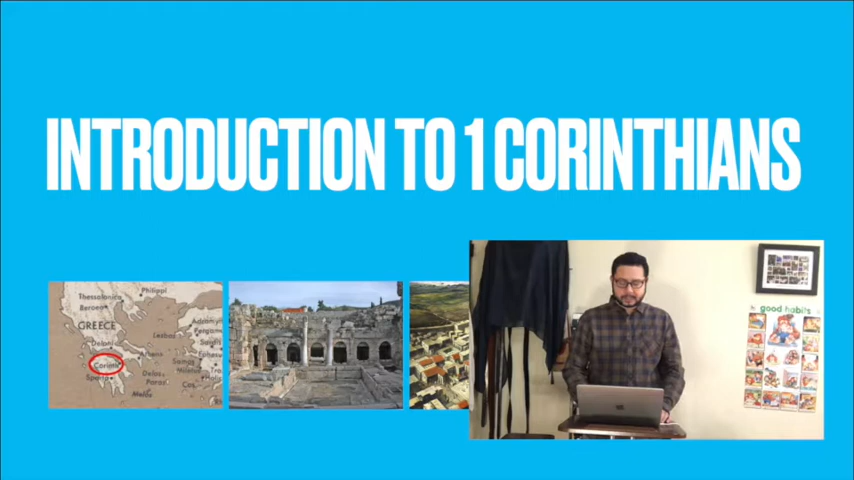 INTRODUCTION TO 1 CORINTHIANS
Philippi
Thessalonica
Beroea
GREECE
Delphi
Corinth
Athens
Sparta
Melos
Lesbos
Delos
Paros
Samos
Cos
good habits